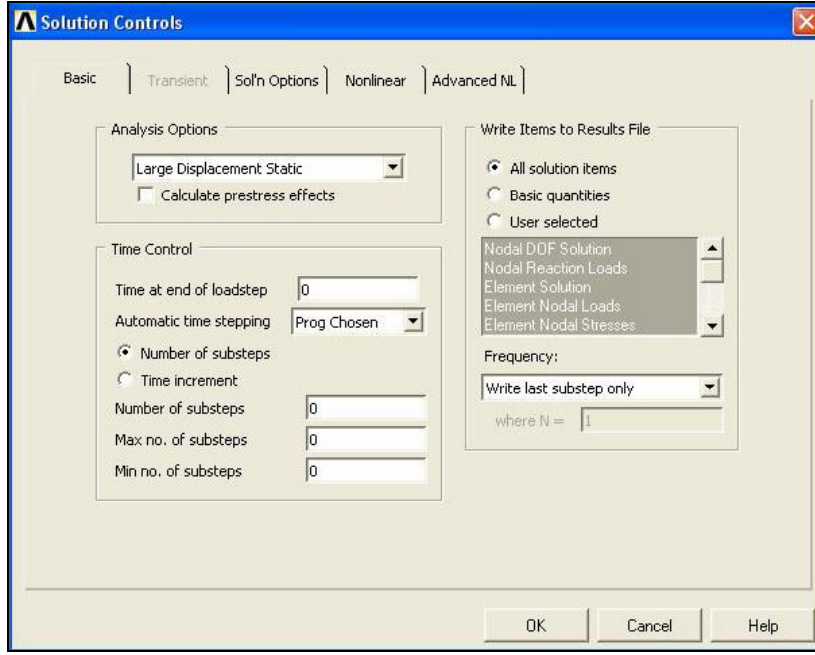 Solution Controls
Basic
Transient
Sol'n Options
Nonlinear
Advanced NL
Analysis Options
Large Displacement Static
Calculate prestress effects
Time Control
Time at end of loadstep 0
Automatic time stepping Prog Chosen
Number of substeps
Time increment
Number of substeps 0
Max no. of substeps 0
Min no. of substeps 0
Write Items to Results File
All solution items
Basic quantities
User selected
Nodal DOF Solution
Nodal Reaction Loads
Element Solution
Element Nodal Loads
Element Nodal Stresses
Frequency:
Write last substep only
where N = 1
OK
Cancel
Help